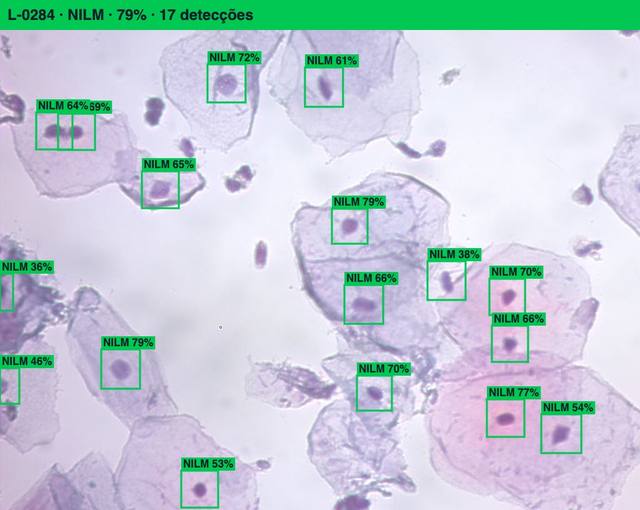 L-0284 · NILM · 79% · 17 detecções
NILM 72%
NILM 61%
NILM 64%
69%
NILM 65%
NILM 79%
NILM 38%
NILM 36%
NILM 70%
NILM 66%
NILM 66%
NILM 79%
NILM 46%
NILM 70%
NILM 77%
NILM 54%
NILM 53%